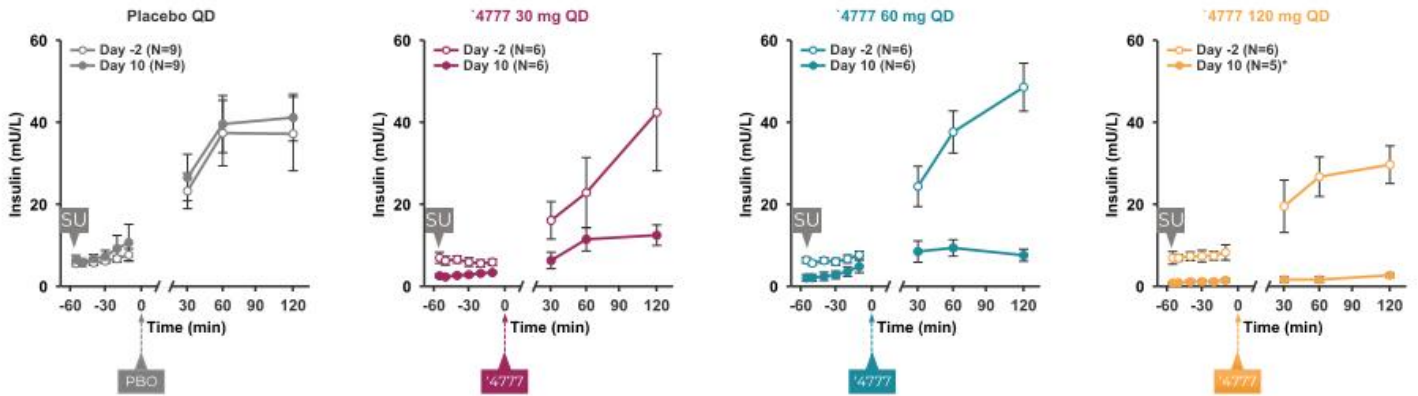 Placebo QD
60
Day -2 (N=9)
Day 10 (N=9)
40
20
0
Insulin (mU/L)
SU
-60 -30 0 30 60 120
Time (min)
PBO
`4777 30 mg QD
60
Day -2 (N=6)
Day 10 (N=6)
40
20
0
Insulin (mU/L)
SU
-60 -30 0 30 60 120
Time (min)
'4777
`4777 60 mg QD
60
Day -2 (N=6)
Day 10 (N=6)
40
20
0
Insulin (mU/L)
SU
-60 -30 0 30 60 120
Time (min)
'4777
`4777 120 mg QD
60
Day -2 (N=6)
Day 10 (N=5)*
40
20
0
Insulin (mU/L)
SU
-60 -30 0 30 60 120
Time (min)
'4777